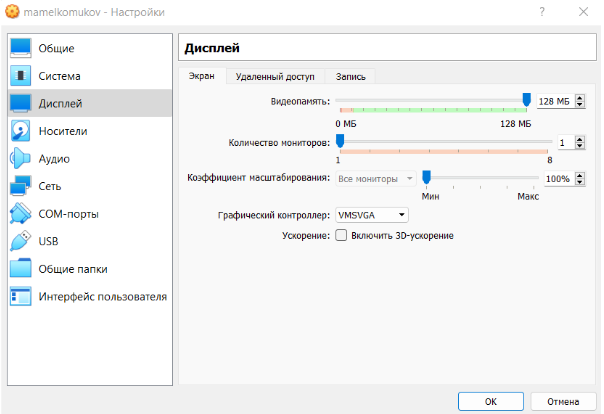 mamelkomukov - Настройки
?
Общие
Система
Дисплей
Носители
Аудио
Сеть
COM-порты
USB
Общие папки
Интерфейс пользователя
Дисплей
Экран Удаленный доступ Запись
Видеопамять: 128 МБ
0 МБ 128 МБ
Количество мониторов: 1
1 8
Коэффициент масштабирования: Все мониторы 100%
Мин Макс
Графический контроллер: VMSVGA
Ускорение: Включить 3D-ускорение
OK Отмена